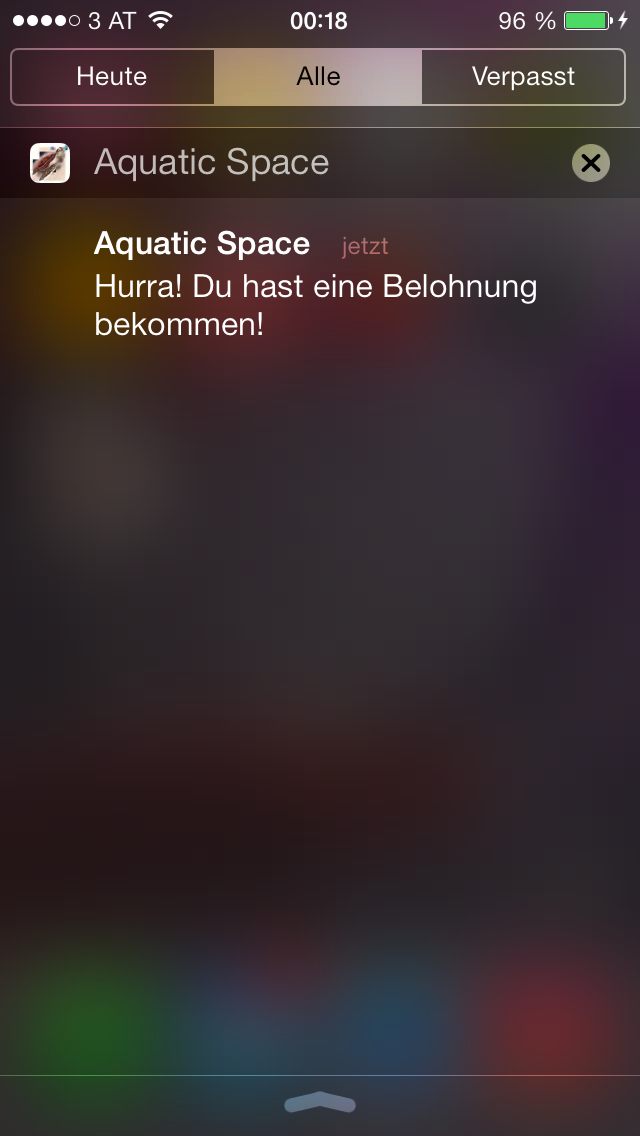 3 AT 00:18 96 %
Heute Alle Verpasst
Aquatic Space
Aquatic Space jetzt
Hurra! Du hast eine Belohnung
bekommen!